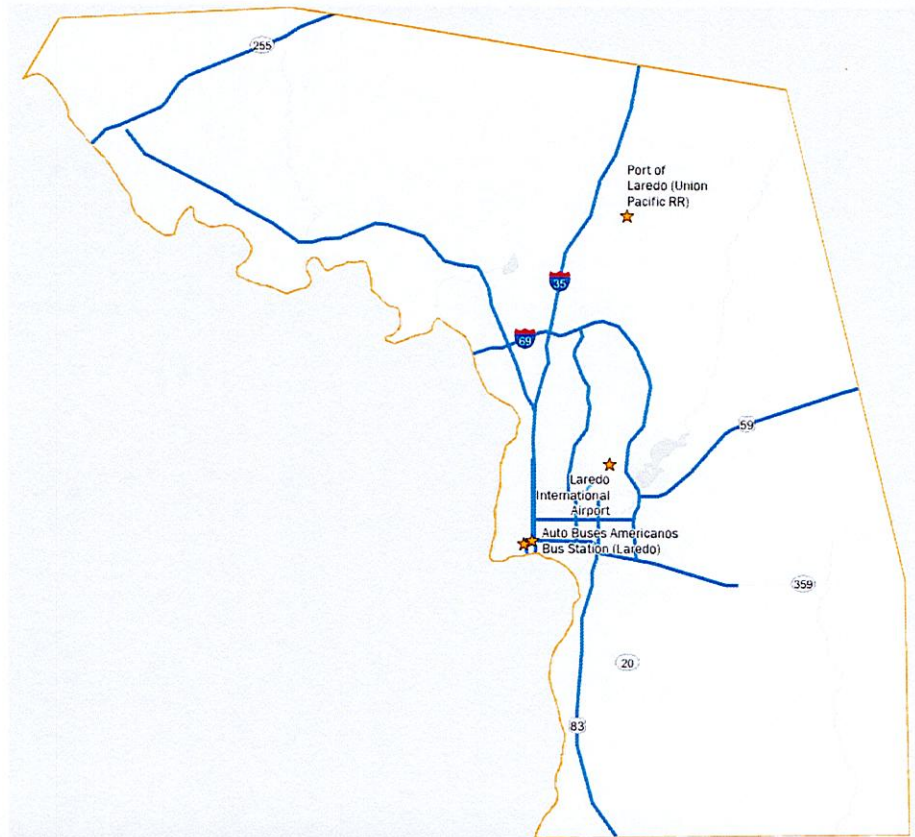 255
Port of
Laredo (Union
Pacific RR)
35
69
59
Laredo
International
Airport
Auto Buses Americanos
Bus Station (Laredo)
359
20
83